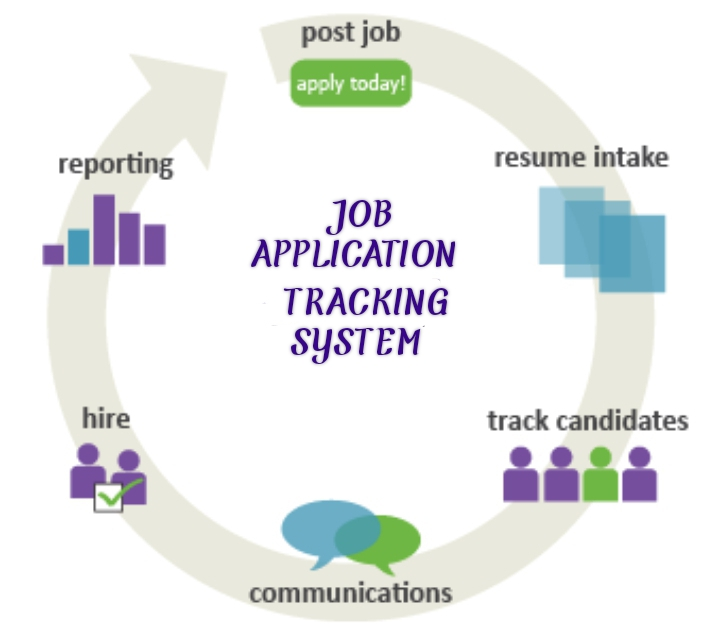 post job
apply today!
resume intake
track candidates
communications
hire
reporting
JOB
APPLICATION
TRACKING
SYSTEM